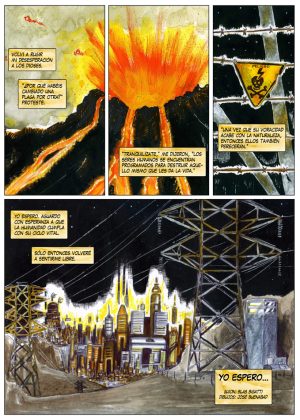 VOLVÍ A RUGIR
MI DESESPERACIÓN
A LOS DIOSES.
"¿POR QUÉ HABÉIS
CAMBIADO UNA
PLAGA POR OTRA?"
PROTESTÉ.
"TRANQUILÍZATE", ME DIJERON, "LOS
SERES HUMANOS SE ENCUENTRAN
PROGRAMADOS PARA DESTRUIR AQUE-
LLO MISMO QUE LES DA LA VIDA."
"UNA VEZ QUE SU VORACIDAD
ACABE CON LA NATURALEZA,
ENTONCES ELLOS TAMBIÉN
PERECERÁN."
YO ESPERO, AGUARDO
CON ESPERANZA A QUE
LA HUMANIDAD CUMPLA
CON SU CICLO VITAL.
SÓLO ENTONCES VOLVERÉ
A SENTIRME LIBRE.
YO ESPERO...